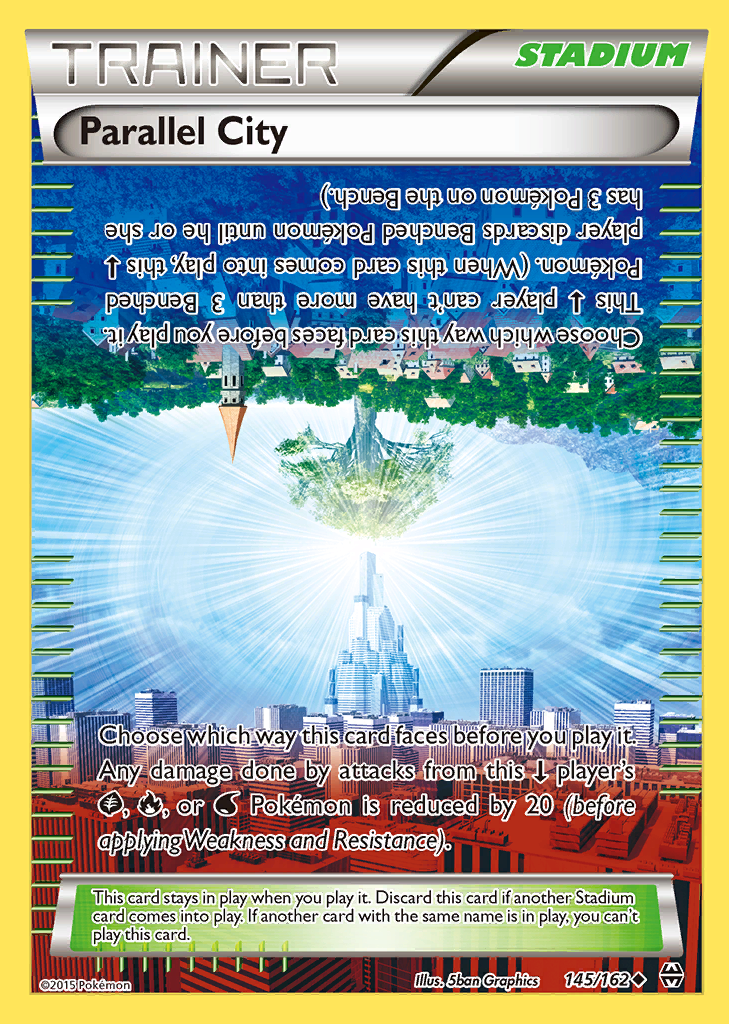 TRAINER
STADIUM
Parallel City
Choose which way this card faces before you play it.
This ↓ player can't have more than 3 Benched
Pokémon. (When this card comes into play, this ↓
player discards Benched Pokémon until he or she
has 3 Pokémon on the Bench.)
Choose which way this card faces before you play it.
Any damage done by attacks from this ↓ player's
, , or Pokémon is reduced by 20 (before
applying Weakness and Resistance).
This card stays in play when you play it. Discard this card if another Stadium
card comes into play. If another card with the same name is in play, you can't
play this card.
©2015 Pokémon
Illus. 5ban Graphics
145/162